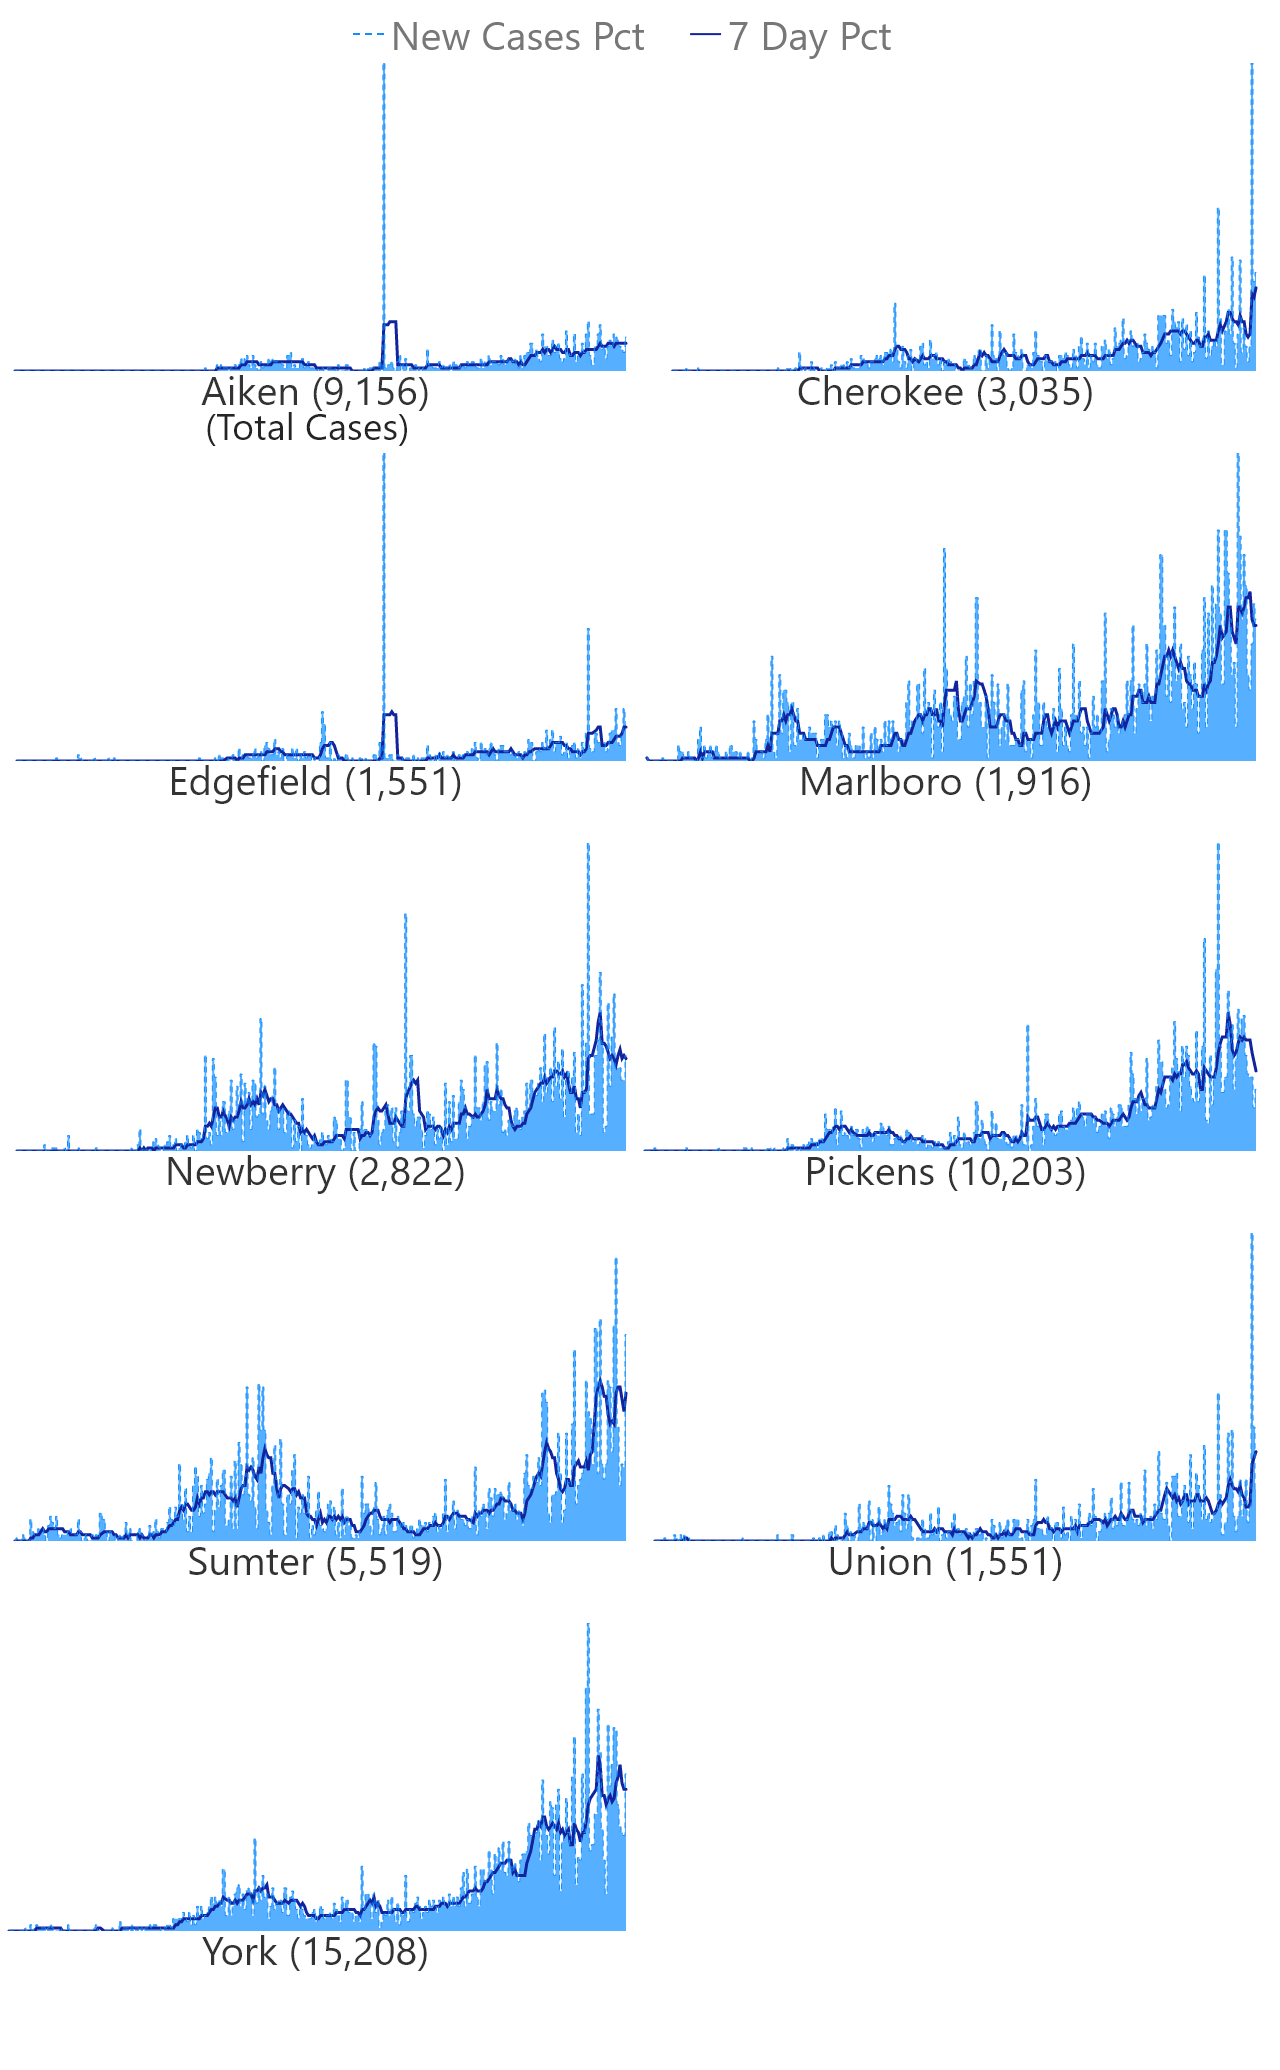 New Cases Pct 7 Day Pct
Aiken (9,156) Cherokee (3,035)
(Total Cases)
Edgefield (1,551) Marlboro (1,916)
Newberry (2,822) Pickens (10,203)
Sumter (5,519) Union (1,551)
York (15,208)